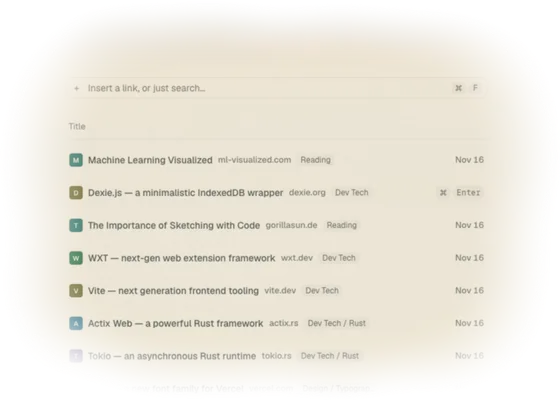 + Insert a link, or just search... ⌘ F
Title
M Machine Learning Visualized ml-visualized.com Reading Nov 16
D Dexie.js — a minimalistic IndexedDB wrapper dexie.org Dev Tech ⌘ Enter
T The Importance of Sketching with Code gorillasun.de Reading Nov 16
W WXT — next-gen web extension framework wxt.dev Dev Tech Nov 16
V Vite — next generation frontend tooling vite.dev Dev Tech Nov 16
A Actix Web — a powerful Rust framework actix.rs Dev Tech / Rust Nov 16
Tokio — an asynchronous Rust runtime tokio.rs Dev Tech / Rust Nov 16